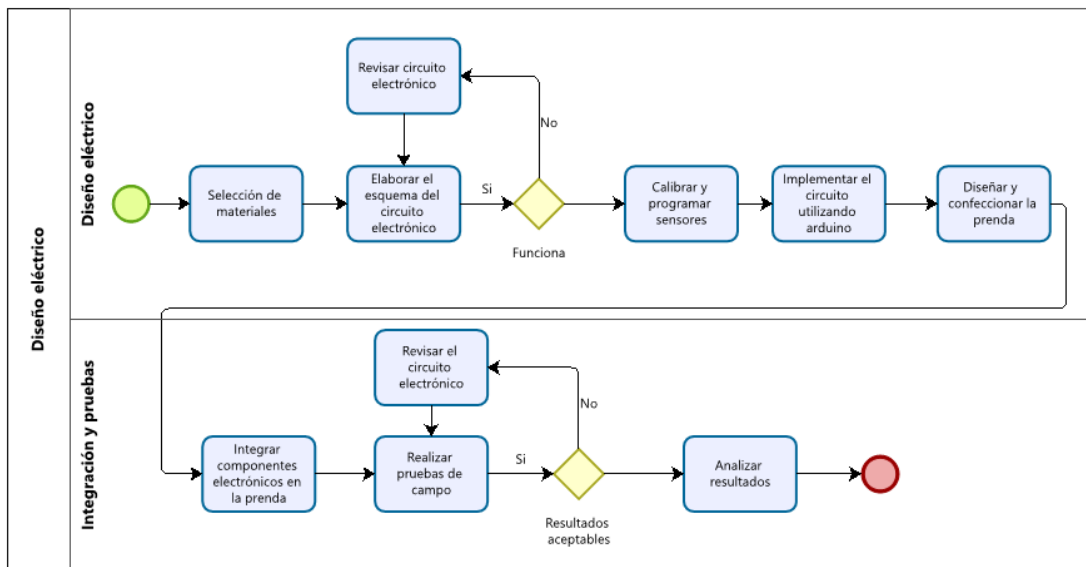 Diseño eléctrico
Diseño eléctrico
Revisar circuito
electrónico
No
Selección de
materiales
Elaborar el
esquema del
circuito
electrónico
Si
Funciona
Calibrar y
programar
sensores
Implementar el
circuito
utilizando
arduino
Diseñar y
confeccionar la
prenda
Integración y pruebas
Revisar el
circuito
electrónico
No
Integrar
componentes
electrónicos en
la prenda
Realizar
pruebas de
campo
Si
Resultados
aceptables
Analizar
resultados